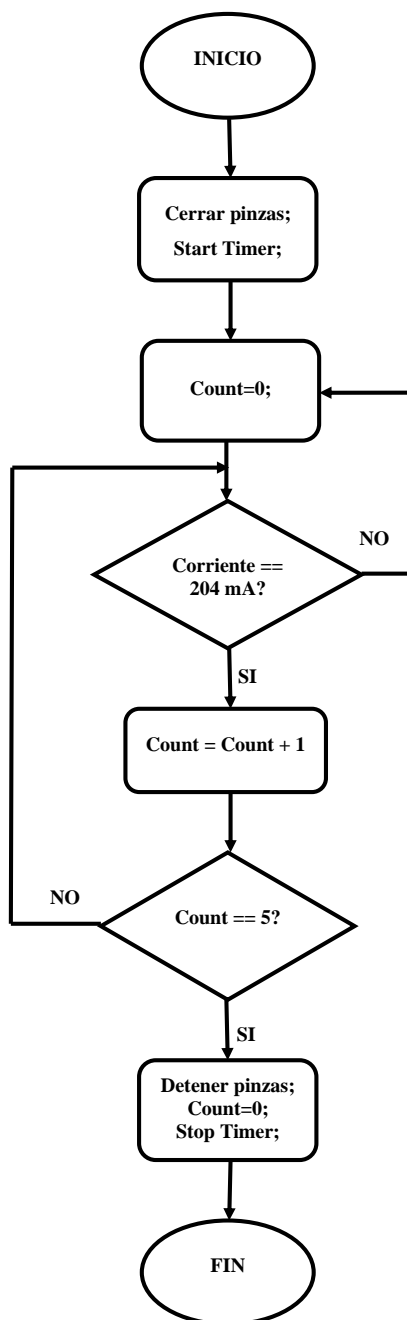 INICIO
Cerrar pinzas;
Start Timer;
Count=0;
Corriente ==
204 mA?
NO
SI
Count = Count + 1
Count == 5?
NO
SI
Detener pinzas;
Count=0;
Stop Timer;
FIN